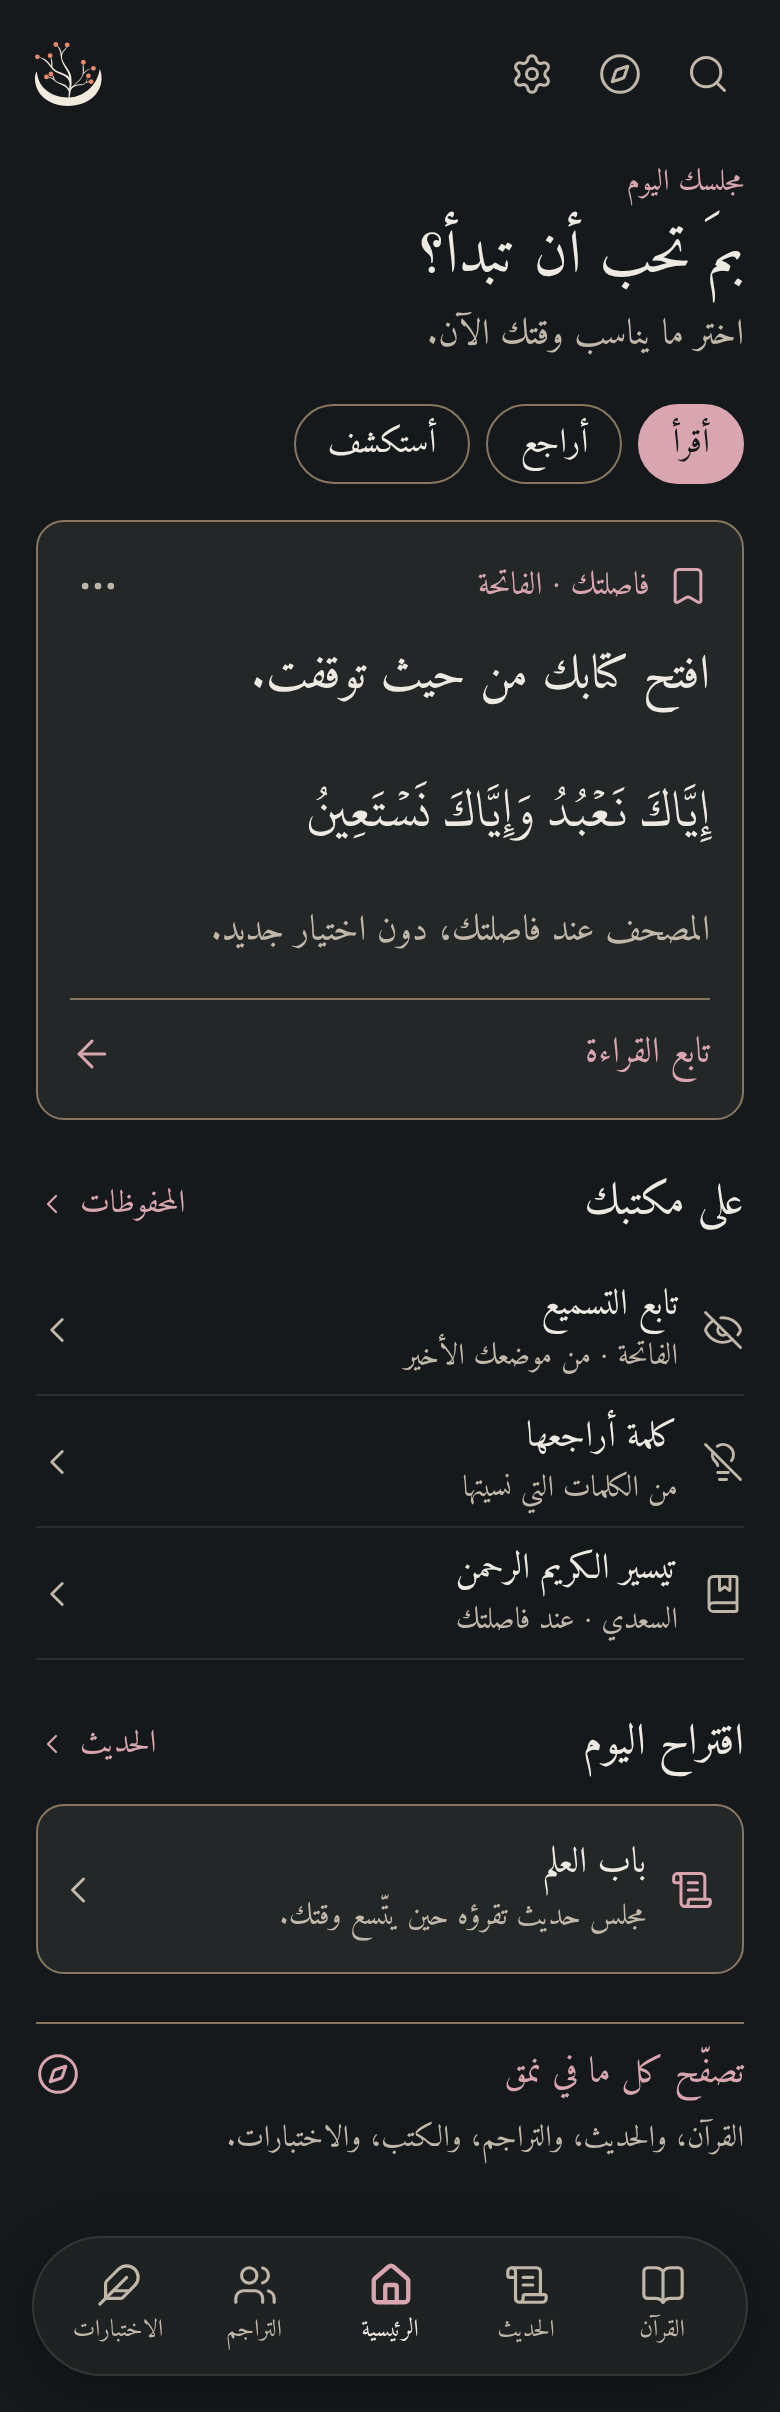 مجلسك اليوم
بمَ تحب أن تبدأ؟
اختر ما يناسب وقتك الآن.
أقرأ
أراجع
أستكشف
فاصلتك · الفاتحة
افتح كتابك من حيث توقفت.
إِيَّاكَ نَعۡبُدُ وَإِيَّاكَ نَسۡتَعِينُ
المصحف عند فاصلتك، دون اختيار جديد.
تابع القراءة
على مكتبك
المحفوظات
تابع التسميع
الفاتحة · من موضعك الأخير
كلمة أراجعها
من الكلمات التي نسيتها
تيسير الكريم الرحمن
السعدي · عند فاصلتك
اقتراح اليوم
الحديث
باب العلم
مجلس حديث تقرؤه حين يتّسع وقتك.
تصفّح كل ما في نمق
القرآن، والحديث، والتراجم، والكتب، والاختبارات.
القرآن
الحديث
الرئيسية
التراجم
الاختبارات